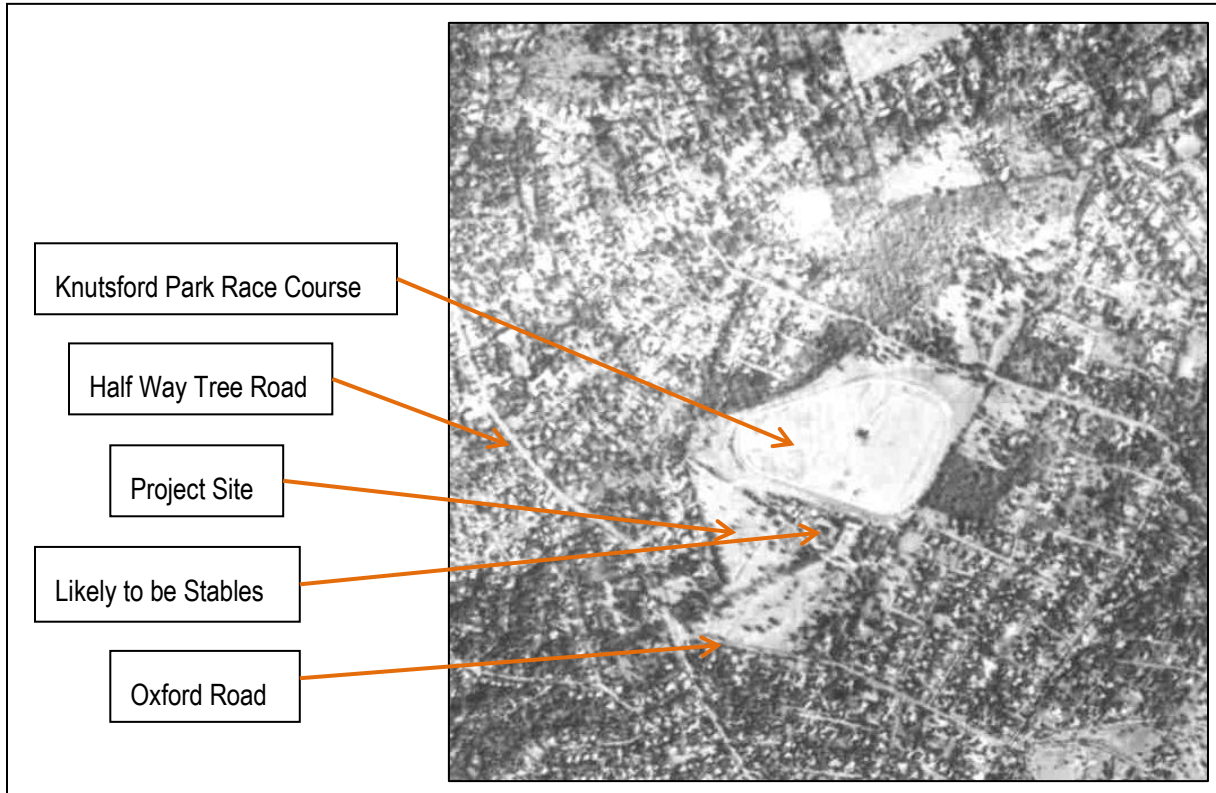 Knutsford Park Race Course
Half Way Tree Road
Project Site
Likely to be Stables
Oxford Road